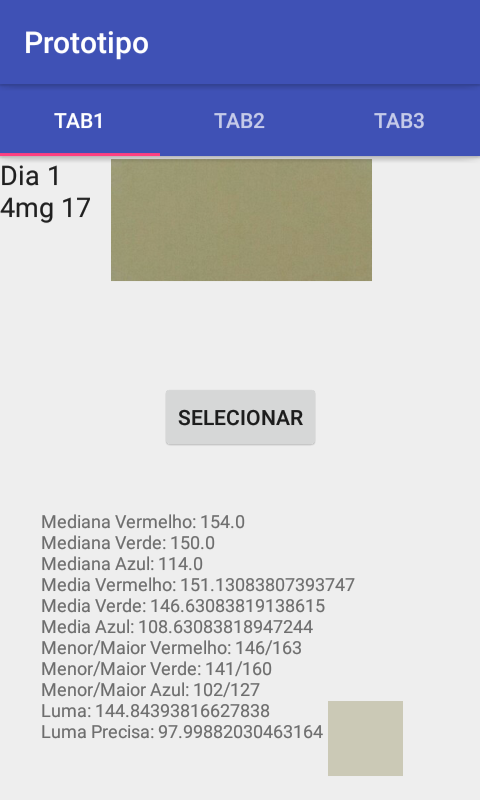 Prototipo
TAB1 TAB2 TAB3
Dia 1
4mg 17
SELECIONAR
Mediana Vermelho: 154.0
Mediana Verde: 150.0
Mediana Azul: 114.0
Media Vermelho: 151.13083807393747
Media Verde: 146.63083819138615
Media Azul: 108.63083818947244
Menor/Maior Vermelho: 146/163
Menor/Maior Verde: 141/160
Menor/Maior Azul: 102/127
Luma: 144.84393816627838
Luma Precisa: 97.99882030463164